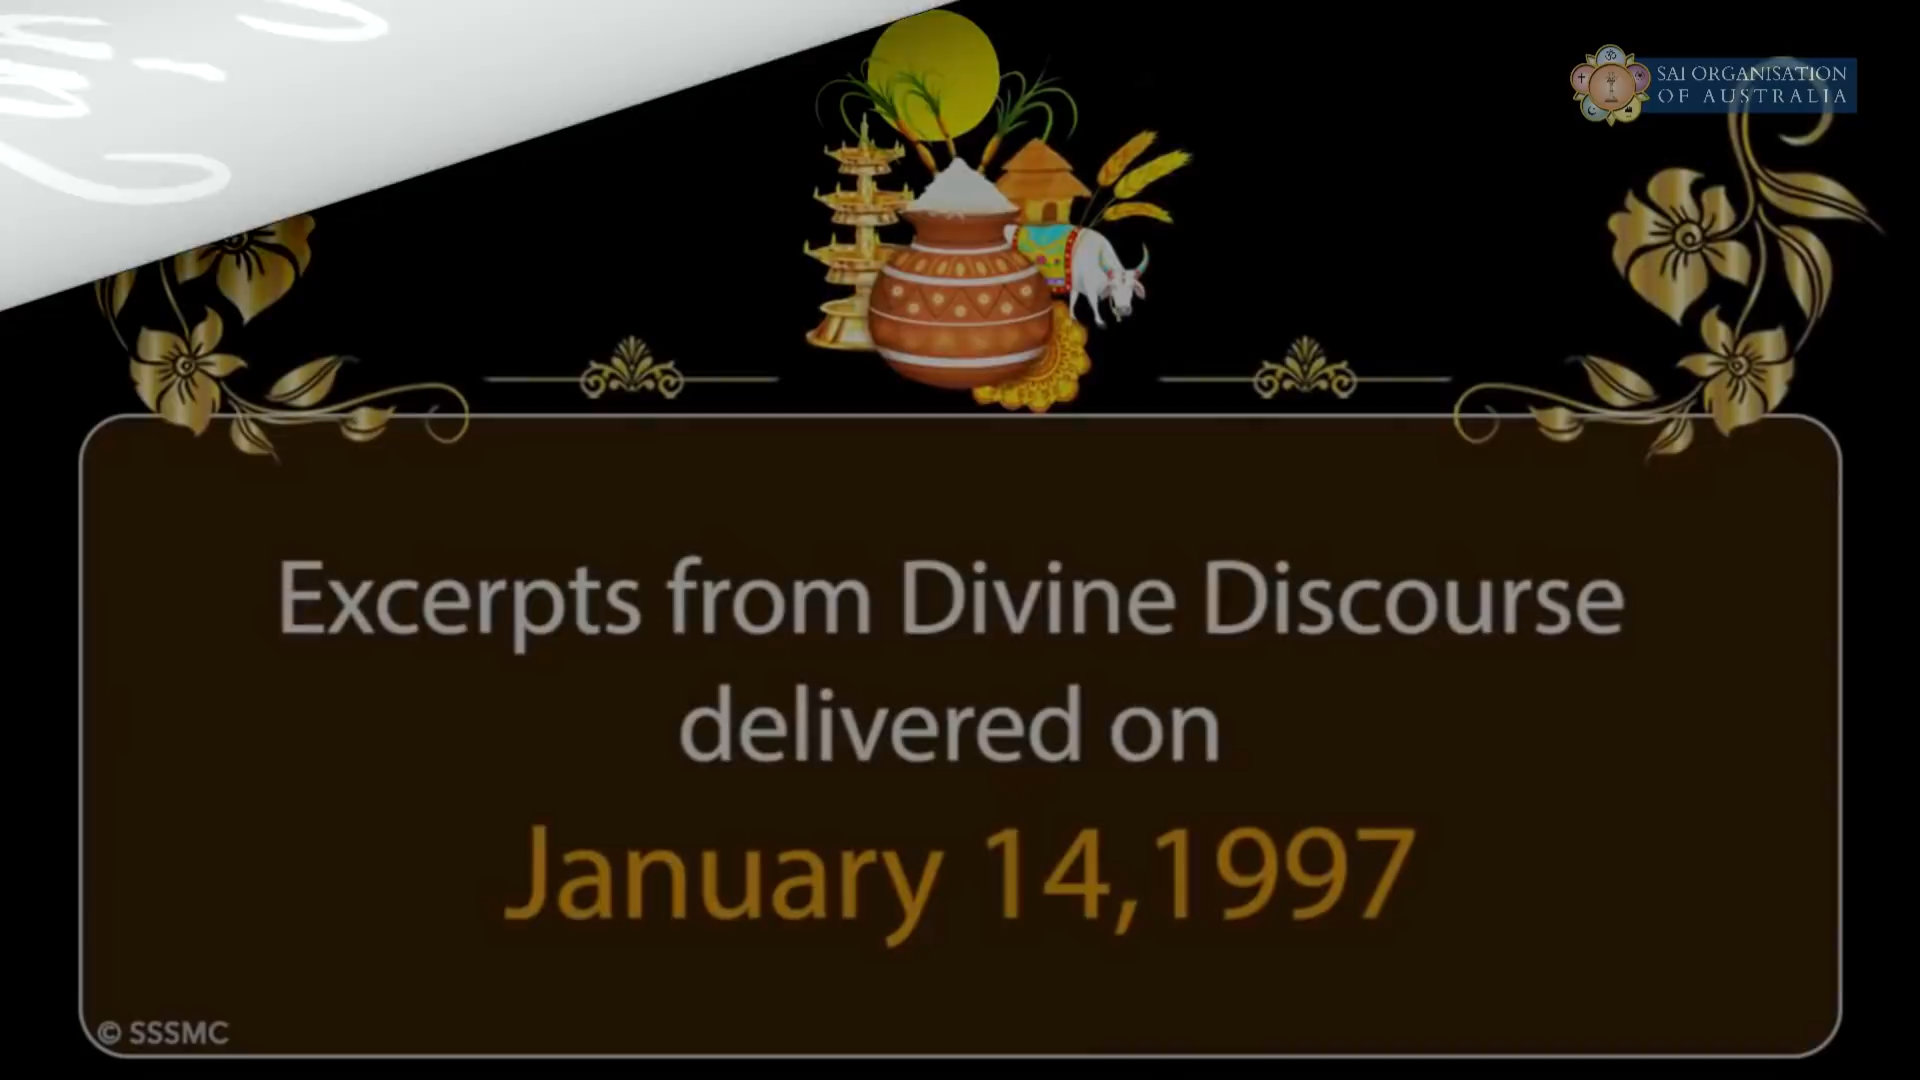 SAI ORGANISATION
OF AUSTRALIA
Excerpts from Divine Discourse
delivered on
January 14,1997
© SSSMC